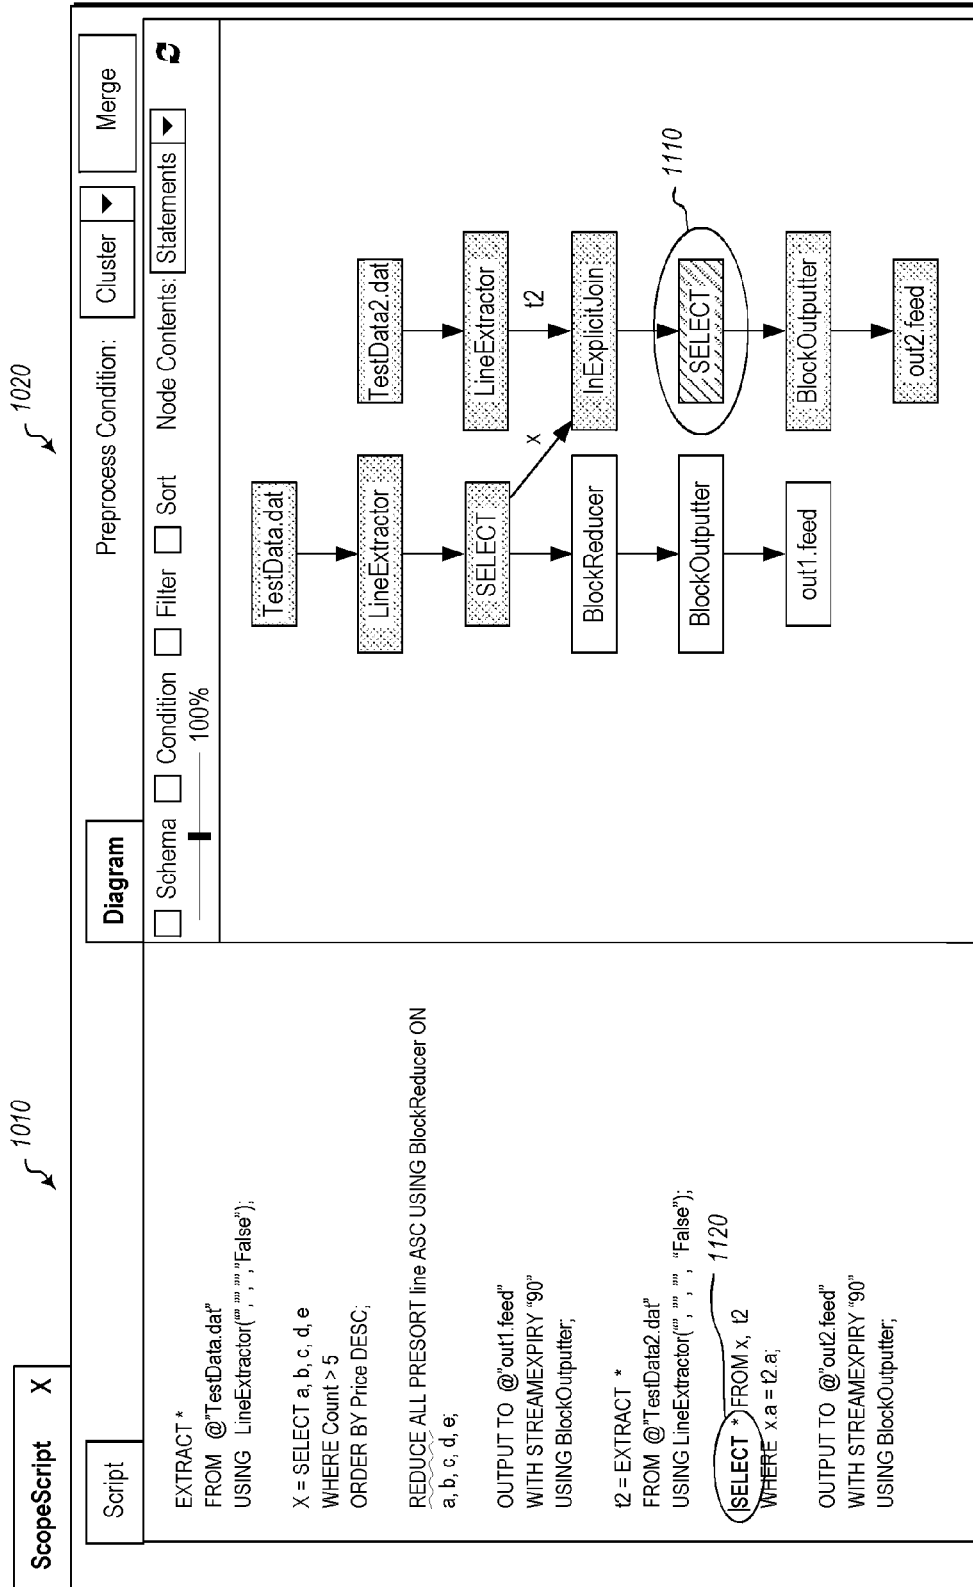 1010
1020
ScopeScript X
Script
EXTRACT *
FROM @"TestData.dat"
USING LineExtractor("","","","False");
X = SELECT a, b, c, d, e
WHERE Count > 5
ORDER BY Price DESC;
REDUCE ALL PRESORT line ASC USING BlockReducer ON
a, b, c, d, e;
OUTPUT TO @"out1.feed"
WITH STREAMEXPIRY "90"
USING BlockOutputter;
t2 = EXTRACT *
FROM @"TestData2.dat"
USING LineExtractor("", "", "", "False");
1120
SELECT * FROM x, t2
WHERE x.a = t2.a;
OUTPUT TO @"out2.feed"
WITH STREAMEXPIRY "90"
USING BlockOutputter;
Diagram
Preprocess Condition: Cluster Merge
Schema Condition Filter Sort Node Contents: Statements
100%
TestData.dat
LineExtractor
TestData2.dat
SELECT
LineExtractor
x
t2
BlockReducer
InExplicitJoin
BlockOutputter
SELECT
1110
out1.feed
BlockOutputter
out2.feed